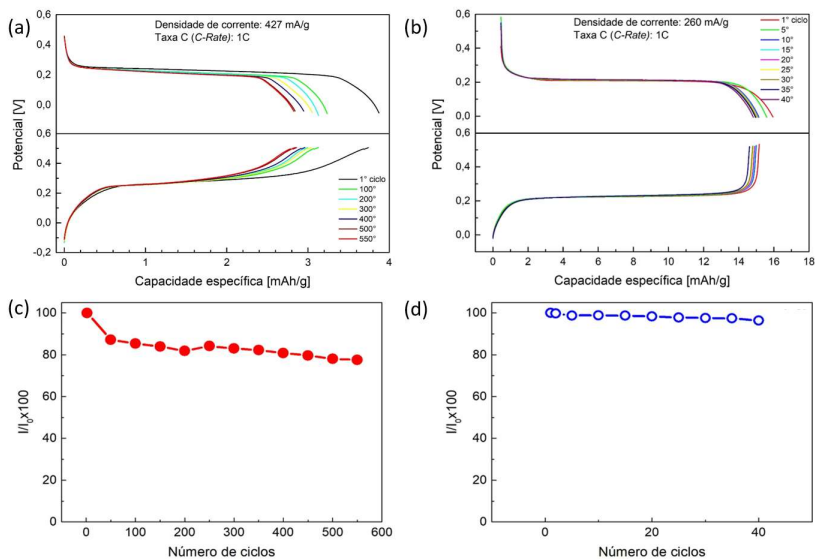 (a)
Densidade de corrente: 427 mA/g
Taxa C (C-Rate): 1C
0,6
0,4
0,2
0,0
0,6
0,4
0,2
0,0
-0,2
Potencial [V]
1° ciclo
100°
200°
300°
400°
500°
550°
0 1 2 3 4
Capacidade específica [mAh/g]
(b)
Densidade de corrente: 260 mA/g
Taxa C (C-Rate): 1C
0,6
0,4
0,2
0,0
0,6
0,4
0,2
0,0
Potencial [V]
1° ciclo
5°
10°
15°
20°
25°
30°
35°
40°
0 2 4 6 8 10 12 14 16 18
Capacidade específica [mAh/g]
(c)
100
80
60
40
20
0
I/I₀x100
0 100 200 300 400 500 600
Número de ciclos
(d)
100
80
60
40
20
0
I/I₀x100
0 20 40
Número de ciclos